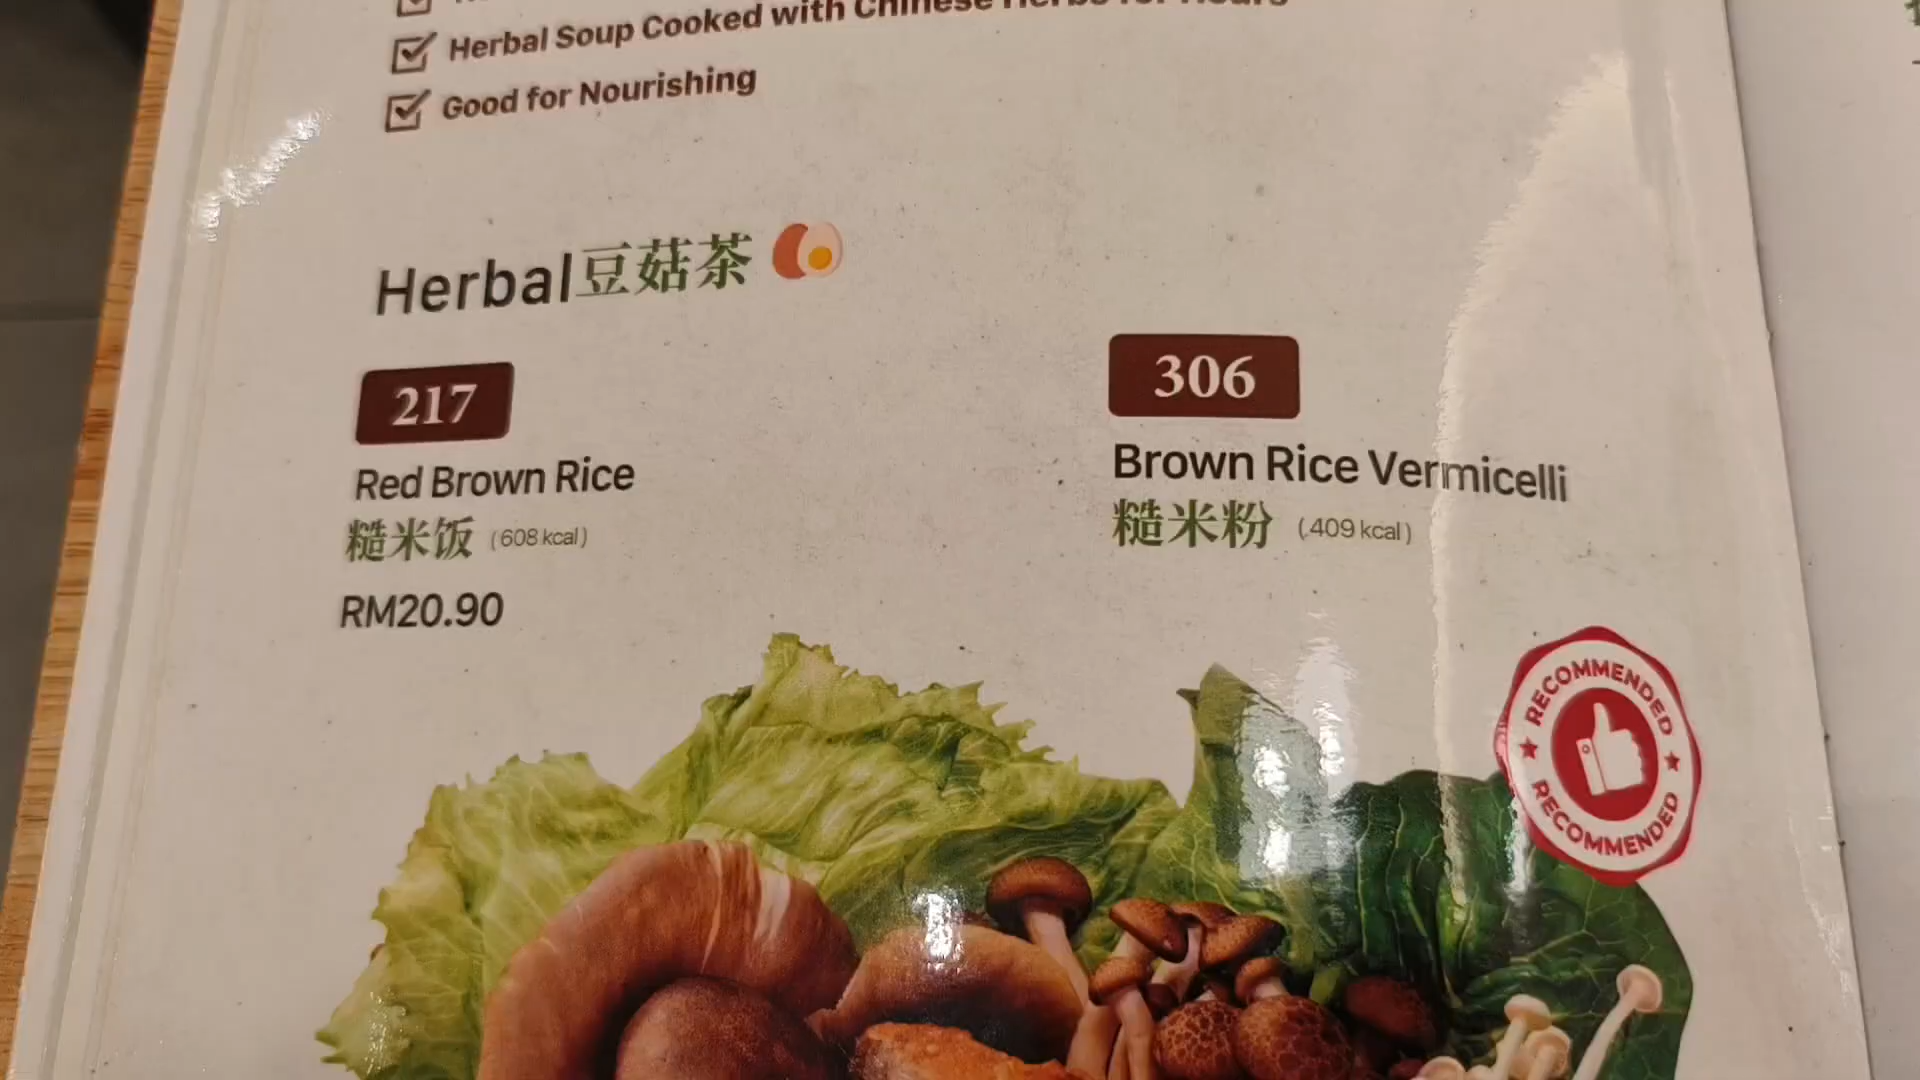 Herbal Soup Cooked with Chinese Herbs for Hours
Good for Nourishing
Herbal豆菇茶
217
Red Brown Rice
糙米饭 (608 kcal)
RM20.90
306
Brown Rice Vermicelli
糙米粉 (409 kcal)
RECOMMENDED
RECOMMENDED